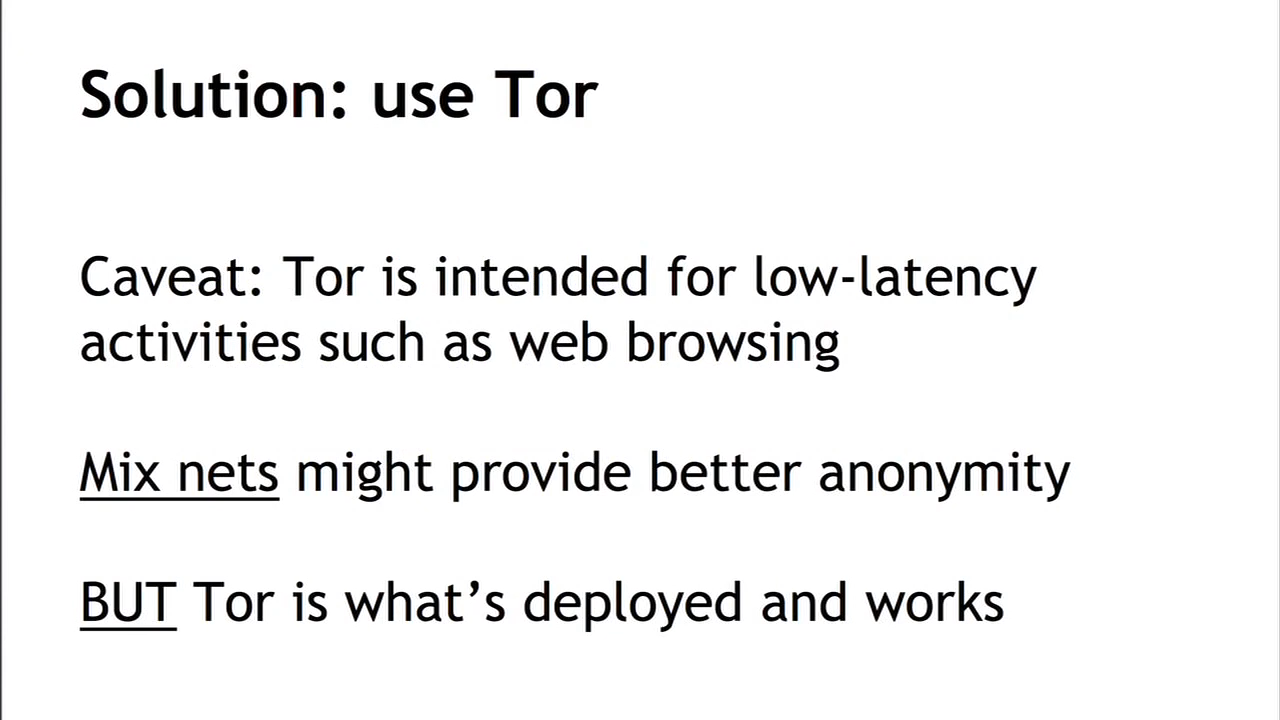 Solution: use Tor
Caveat: Tor is intended for low-latency
activities such as web browsing
Mix nets might provide better anonymity
BUT Tor is what’s deployed and works